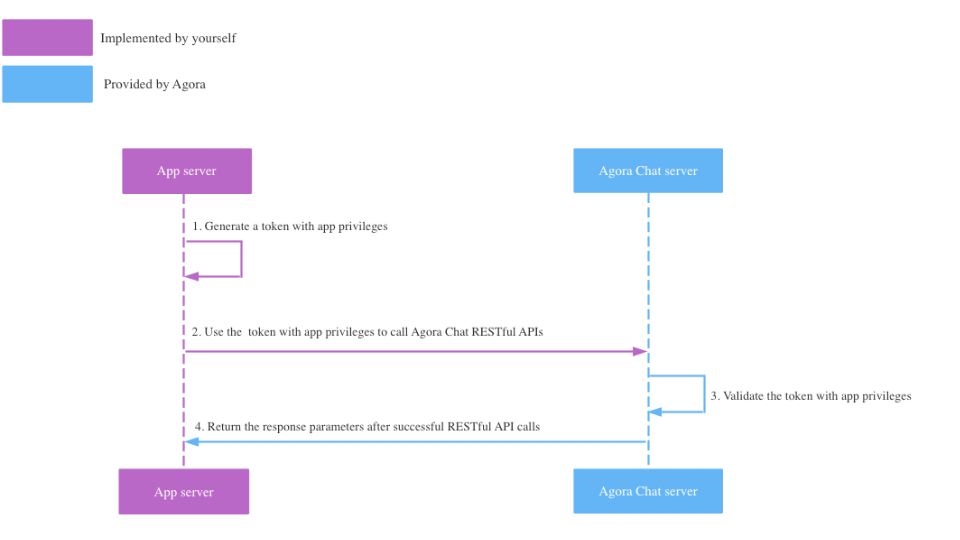 Implemented by yourself
Provided by Agora
App server
Agora Chat server
1. Generate a token with app privileges
2. Use the  token with app privileges to call Agora Chat RESTful APIs
3. Validate the token with app privileges
4. Return the response parameters after successful RESTful API calls
App server
Agora Chat server